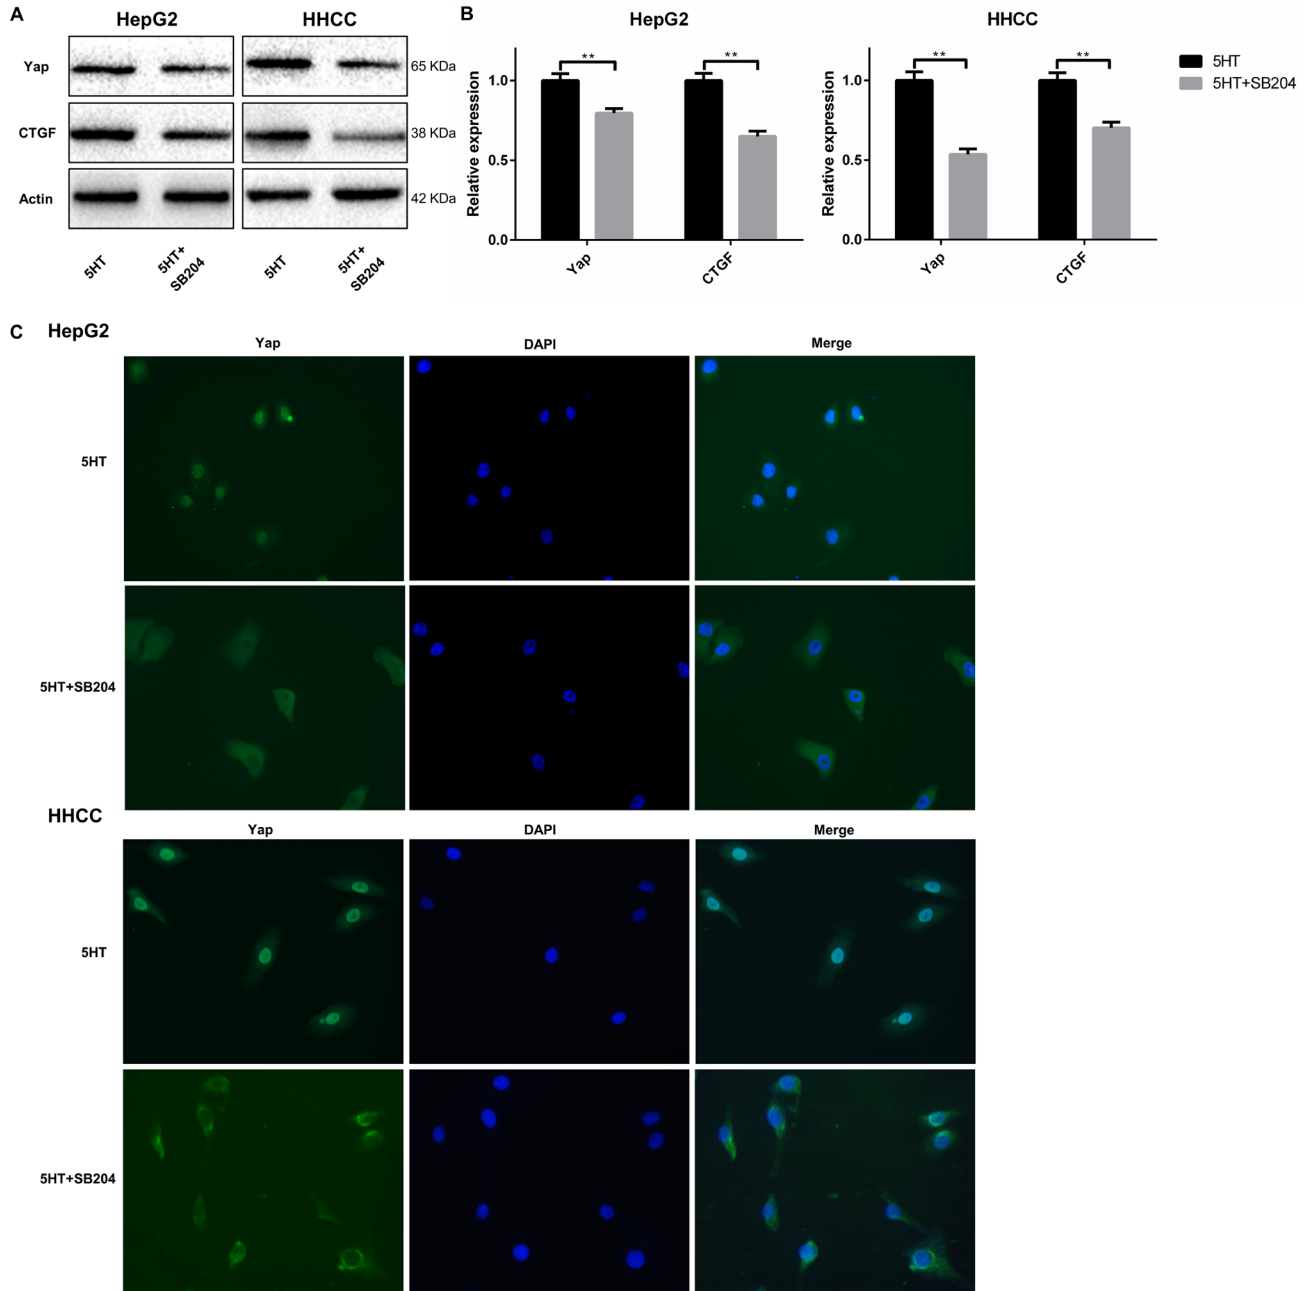 A
HepG2
HHCC
Yap
65 KDa
CTGF
38 KDa
Actin
42 KDa
5HT
5HT+
SB204
5HT
5HT+
SB204
B
HepG2
HHCC
Relative expression
1.0
0.5
0.0
**
**
Yap
CTGF
Relative expression
1.0
0.5
0.0
**
**
Yap
CTGF
5HT
5HT+SB204
C
HepG2
Yap
DAPI
Merge
5HT
5HT+SB204
HHCC
Yap
DAPI
Merge
5HT
5HT+SB204